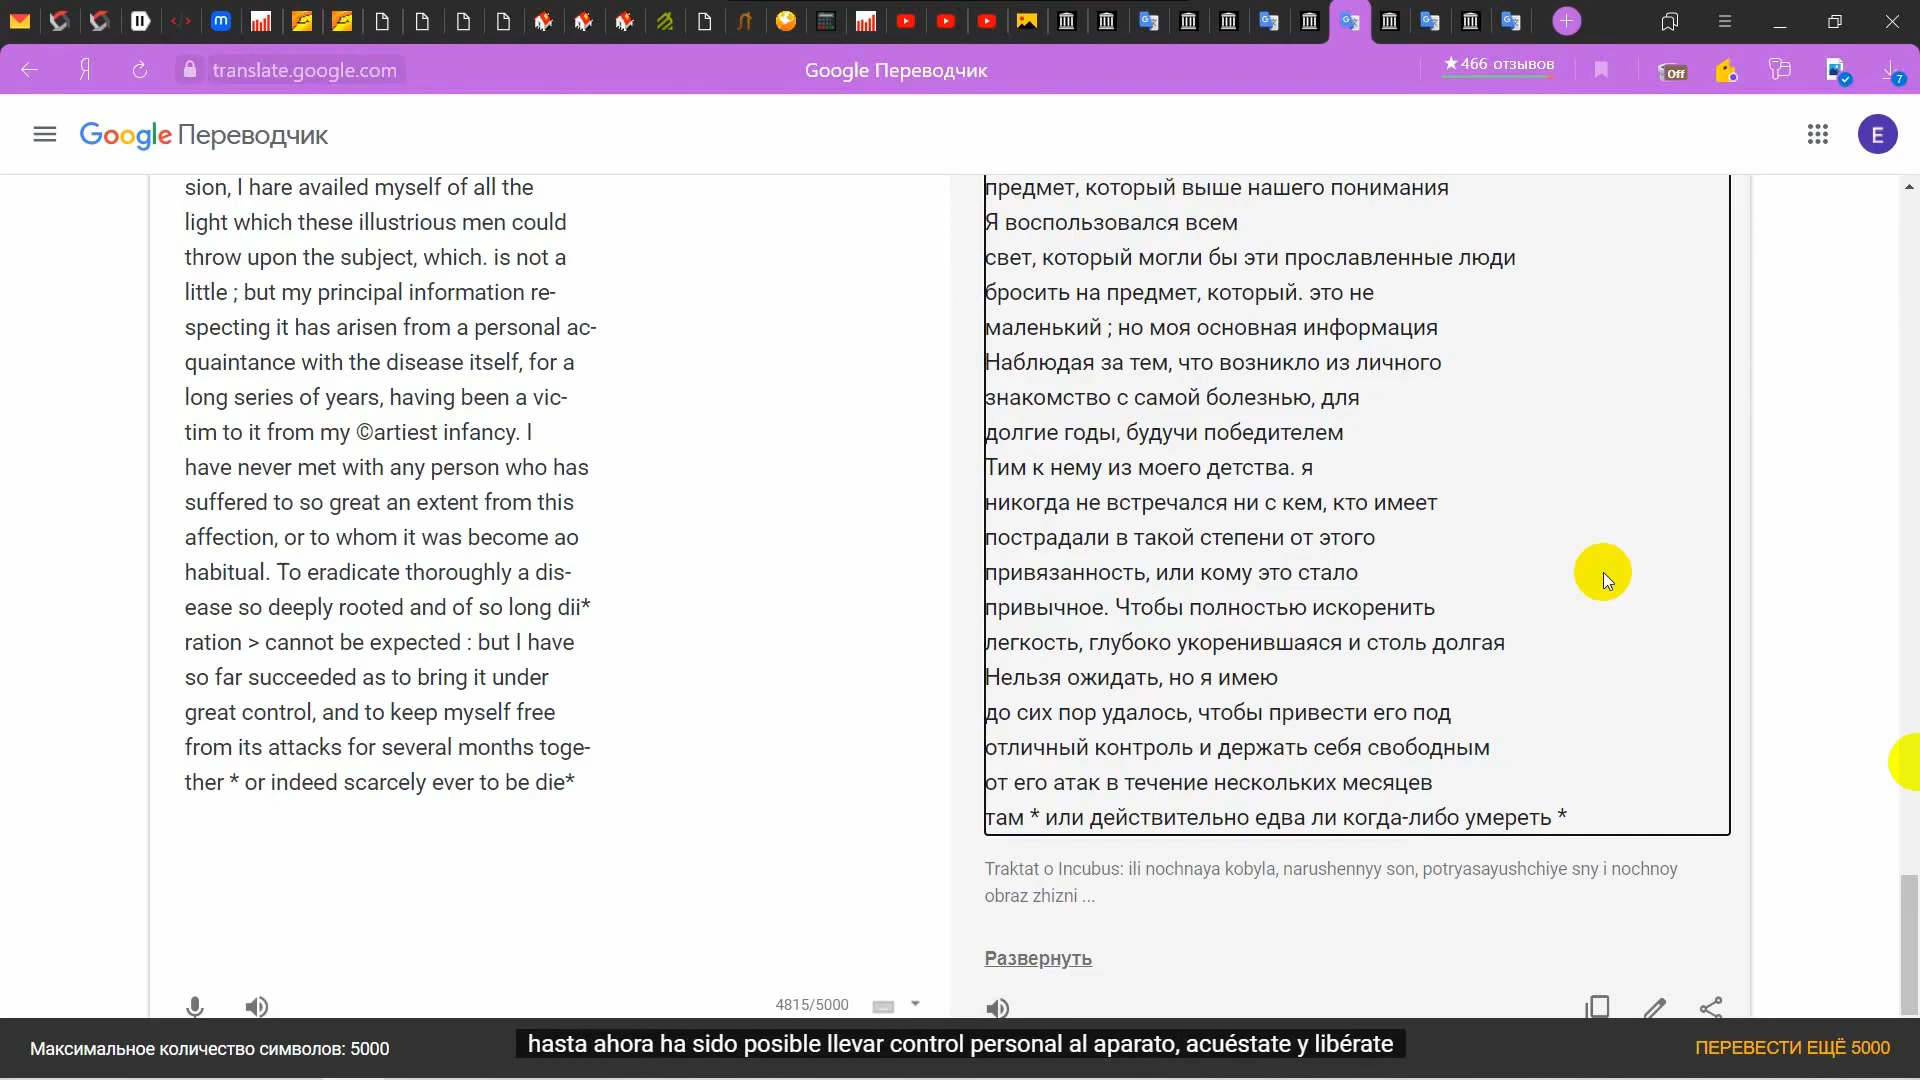 translate.google.com
Google Переводчик
★466 отзывов
Off
7
Google Переводчик
E
sion, I hare availed myself of all the
light which these illustrious men could
throw upon the subject, which. is not a
little ; but my principal information re-
specting it has arisen from a personal ac-
quaintance with the disease itself, for a
long series of years, having been a vic-
tim to it from my ©artiest infancy. I
have never met with any person who has
suffered to so great an extent from this
affection, or to whom it was become ao
habitual. To eradicate thoroughly a dis-
ease so deeply rooted and of so long dii*
ration > cannot be expected : but I have
so far succeeded as to bring it under
great control, and to keep myself free
from its attacks for several months toge-
ther * or indeed scarcely ever to be die*
4815/5000
предмет, который выше нашего понимания
Я воспользовался всем
свет, который могли бы эти прославленные люди
бросить на предмет, который. это не
маленький ; но моя основная информация
Наблюдая за тем, что возникло из личного
знакомство с самой болезнью, для
долгие годы, будучи победителем
Тим к нему из моего детства. я
никогда не встречался ни с кем, кто имеет
пострадали в такой степени от этого
привязанность, или кому это стало
привычное. Чтобы полностью искоренить
легкость, глубоко укоренившаяся и столь долгая
Нельзя ожидать, но я имею
до сих пор удалось, чтобы привести его под
отличный контроль и держать себя свободным
от его атак в течение нескольких месяцев
там * или действительно едва ли когда-либо умереть *
Traktat o Incubus: ili nochnaya kobyla, narushennyy son, potryasayushchiye sny i nochnoy
obraz zhizni ...
Развернуть
Максимальное количество символов: 5000
hasta ahora ha sido posible llevar control personal al aparato, acuéstate y libérate
ПЕРЕВЕСТИ ЕЩЁ 5000